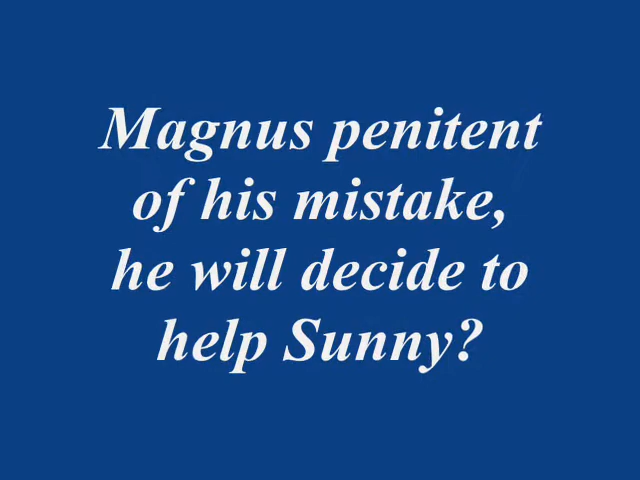 Magnus penitent
of his mistake,
he will decide to
help Sunny?